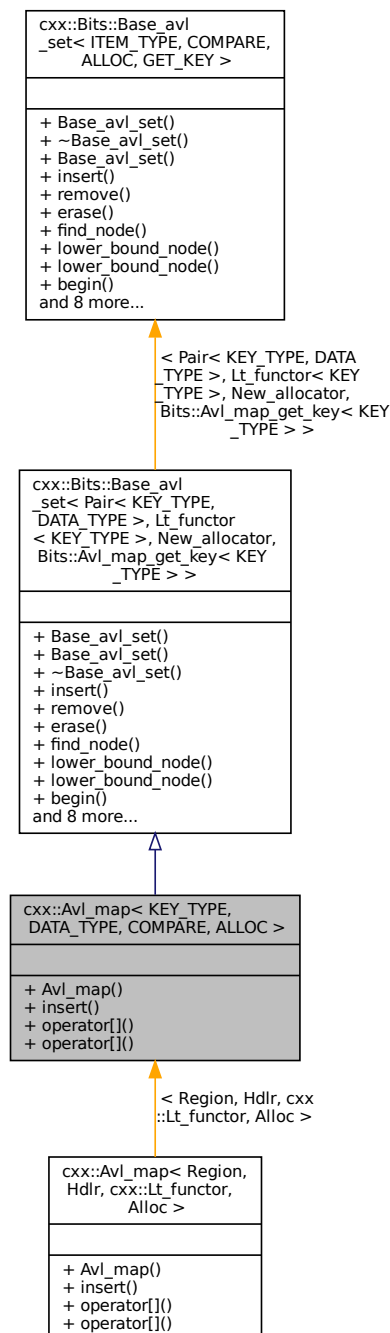 cxx::Bits::Base_avl
_set< ITEM_TYPE, COMPARE,
ALLOC, GET_KEY >
+ Base_avl_set()
+ ~Base_avl_set()
+ Base_avl_set()
+ insert()
+ remove()
+ erase()
+ find_node()
+ lower_bound_node()
+ lower_bound_node()
+ begin()
and 8 more...
< Pair< KEY_TYPE, DATA
_TYPE >, Lt_functor< KEY
_TYPE >, New_allocator,
Bits::Avl_map_get_key< KEY
_TYPE > >
cxx::Bits::Base_avl
_set< Pair< KEY_TYPE,
DATA_TYPE >, Lt_functor
< KEY_TYPE >, New_allocator,
Bits::Avl_map_get_key< KEY
_TYPE > >
+ Base_avl_set()
+ Base_avl_set()
+ ~Base_avl_set()
+ insert()
+ remove()
+ erase()
+ find_node()
+ lower_bound_node()
+ lower_bound_node()
+ begin()
and 8 more...
cxx::Avl_map< KEY_TYPE,
DATA_TYPE, COMPARE, ALLOC >
+ Avl_map()
+ insert()
+ operator[]()
+ operator[]()
< Region, Hdlr, cxx
::Lt_functor, Alloc >
cxx::Avl_map< Region,
Hdlr, cxx::Lt_functor,
Alloc >
+ Avl_map()
+ insert()
+ operator[]()
+ operator[]()